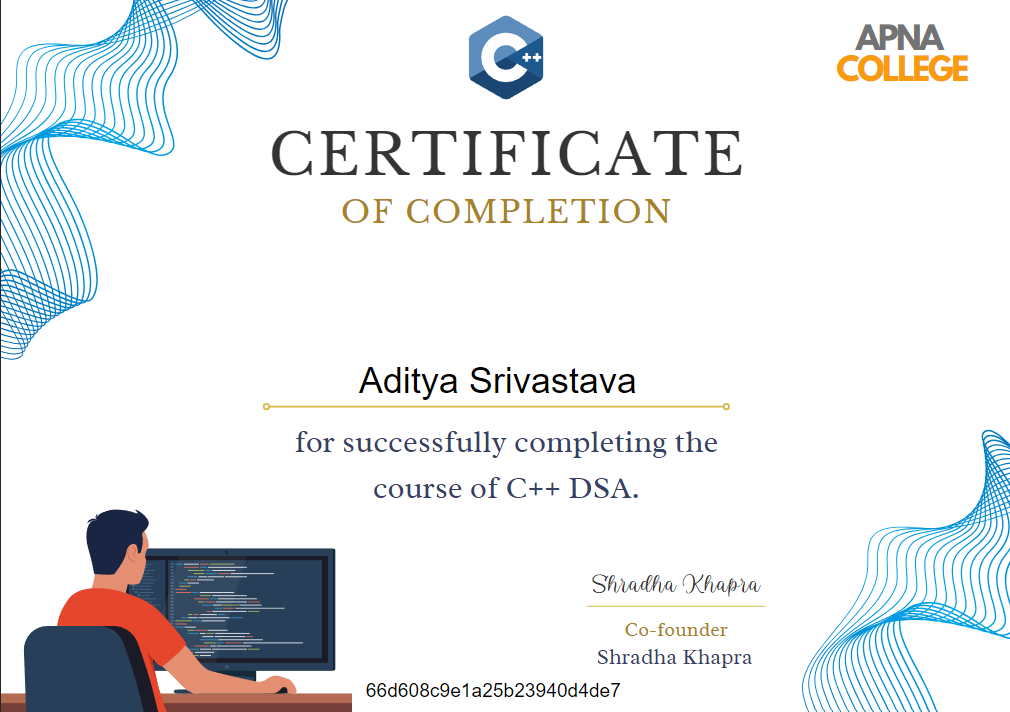 C++
APNA
COLLEGE
CERTIFICATE
OF COMPLETION
Aditya Srivastava
for successfully completing the
course of C++ DSA.
Shradha Khapra
Co-founder
Shradha Khapra
66d608c9e1a25b23940d4de7